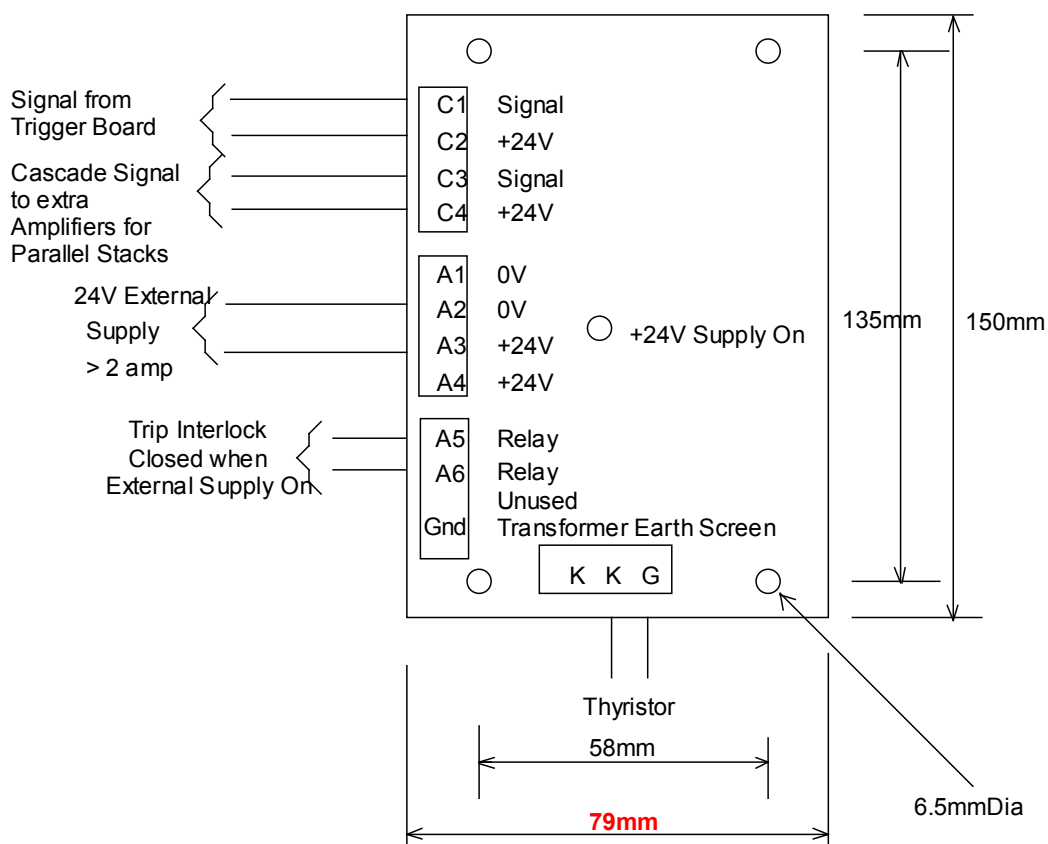 Signal from
Trigger Board
Cascade Signal
to extra
Amplifiers for
Parallel Stacks
24V External
Supply
> 2 amp
Trip Interlock
Closed when
External Supply On
C1 Signal
C2 +24V
C3 Signal
C4 +24V
A1 0V
A2 0V
A3 +24V
A4 +24V
+24V Supply On
A5 Relay
A6 Relay
Unused
Gnd Transformer Earth Screen
K K G
135mm
150mm
Thyristor
58mm
79mm
6.5mmDia